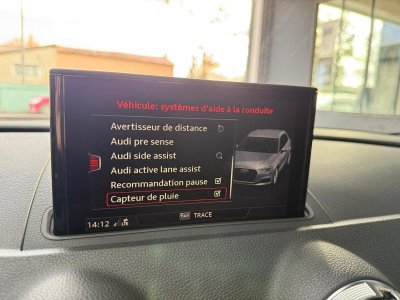 Véhicule: systèmes d'aide à la conduite
Avertisseur de distance
Audi pre sense
Audi side assist
Audi active lane assist
Recommandation pause
Capteur de pluie
14:12
TRACE